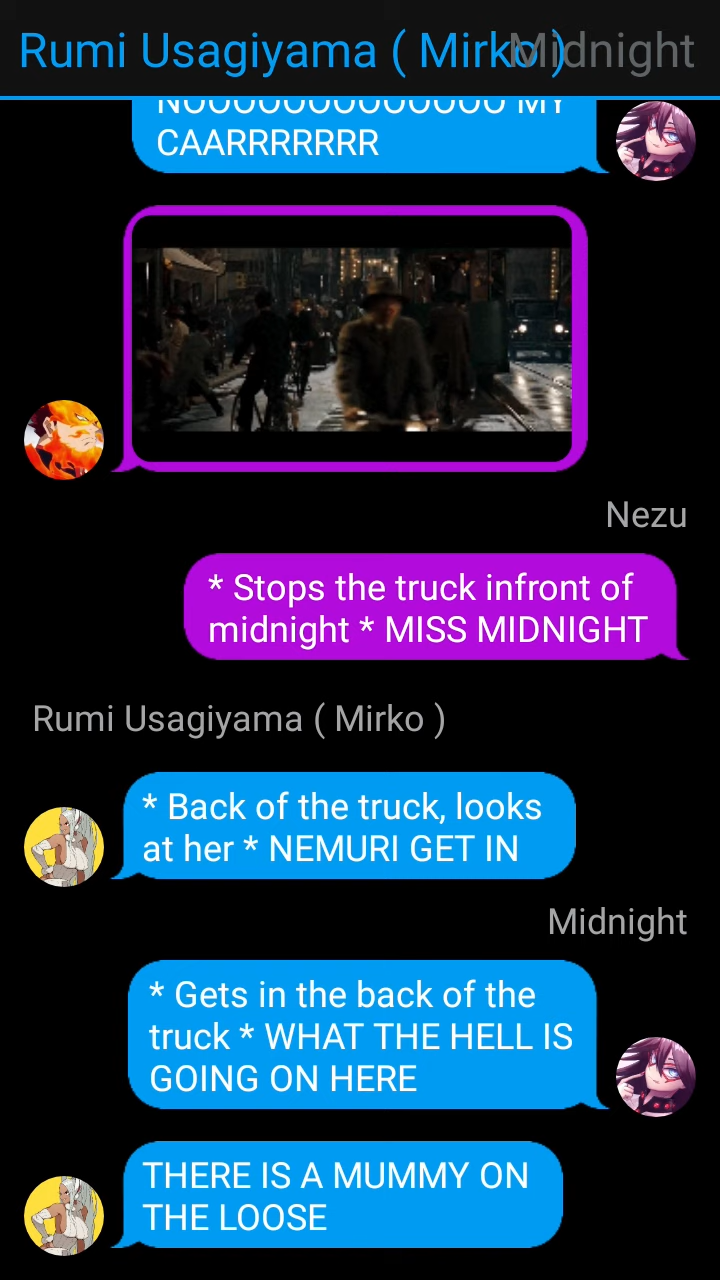 Rumi Usagiyama ( Mirko ) Midnight
NOOOOOOOOOOOOOO MY
CAARRRRRRR
Nezu
* Stops the truck infront of
midnight * MISS MIDNIGHT
Rumi Usagiyama ( Mirko )
* Back of the truck, looks
at her * NEMURI GET IN
Midnight
* Gets in the back of the
truck * WHAT THE HELL IS
GOING ON HERE
THERE IS A MUMMY ON
THE LOOSE